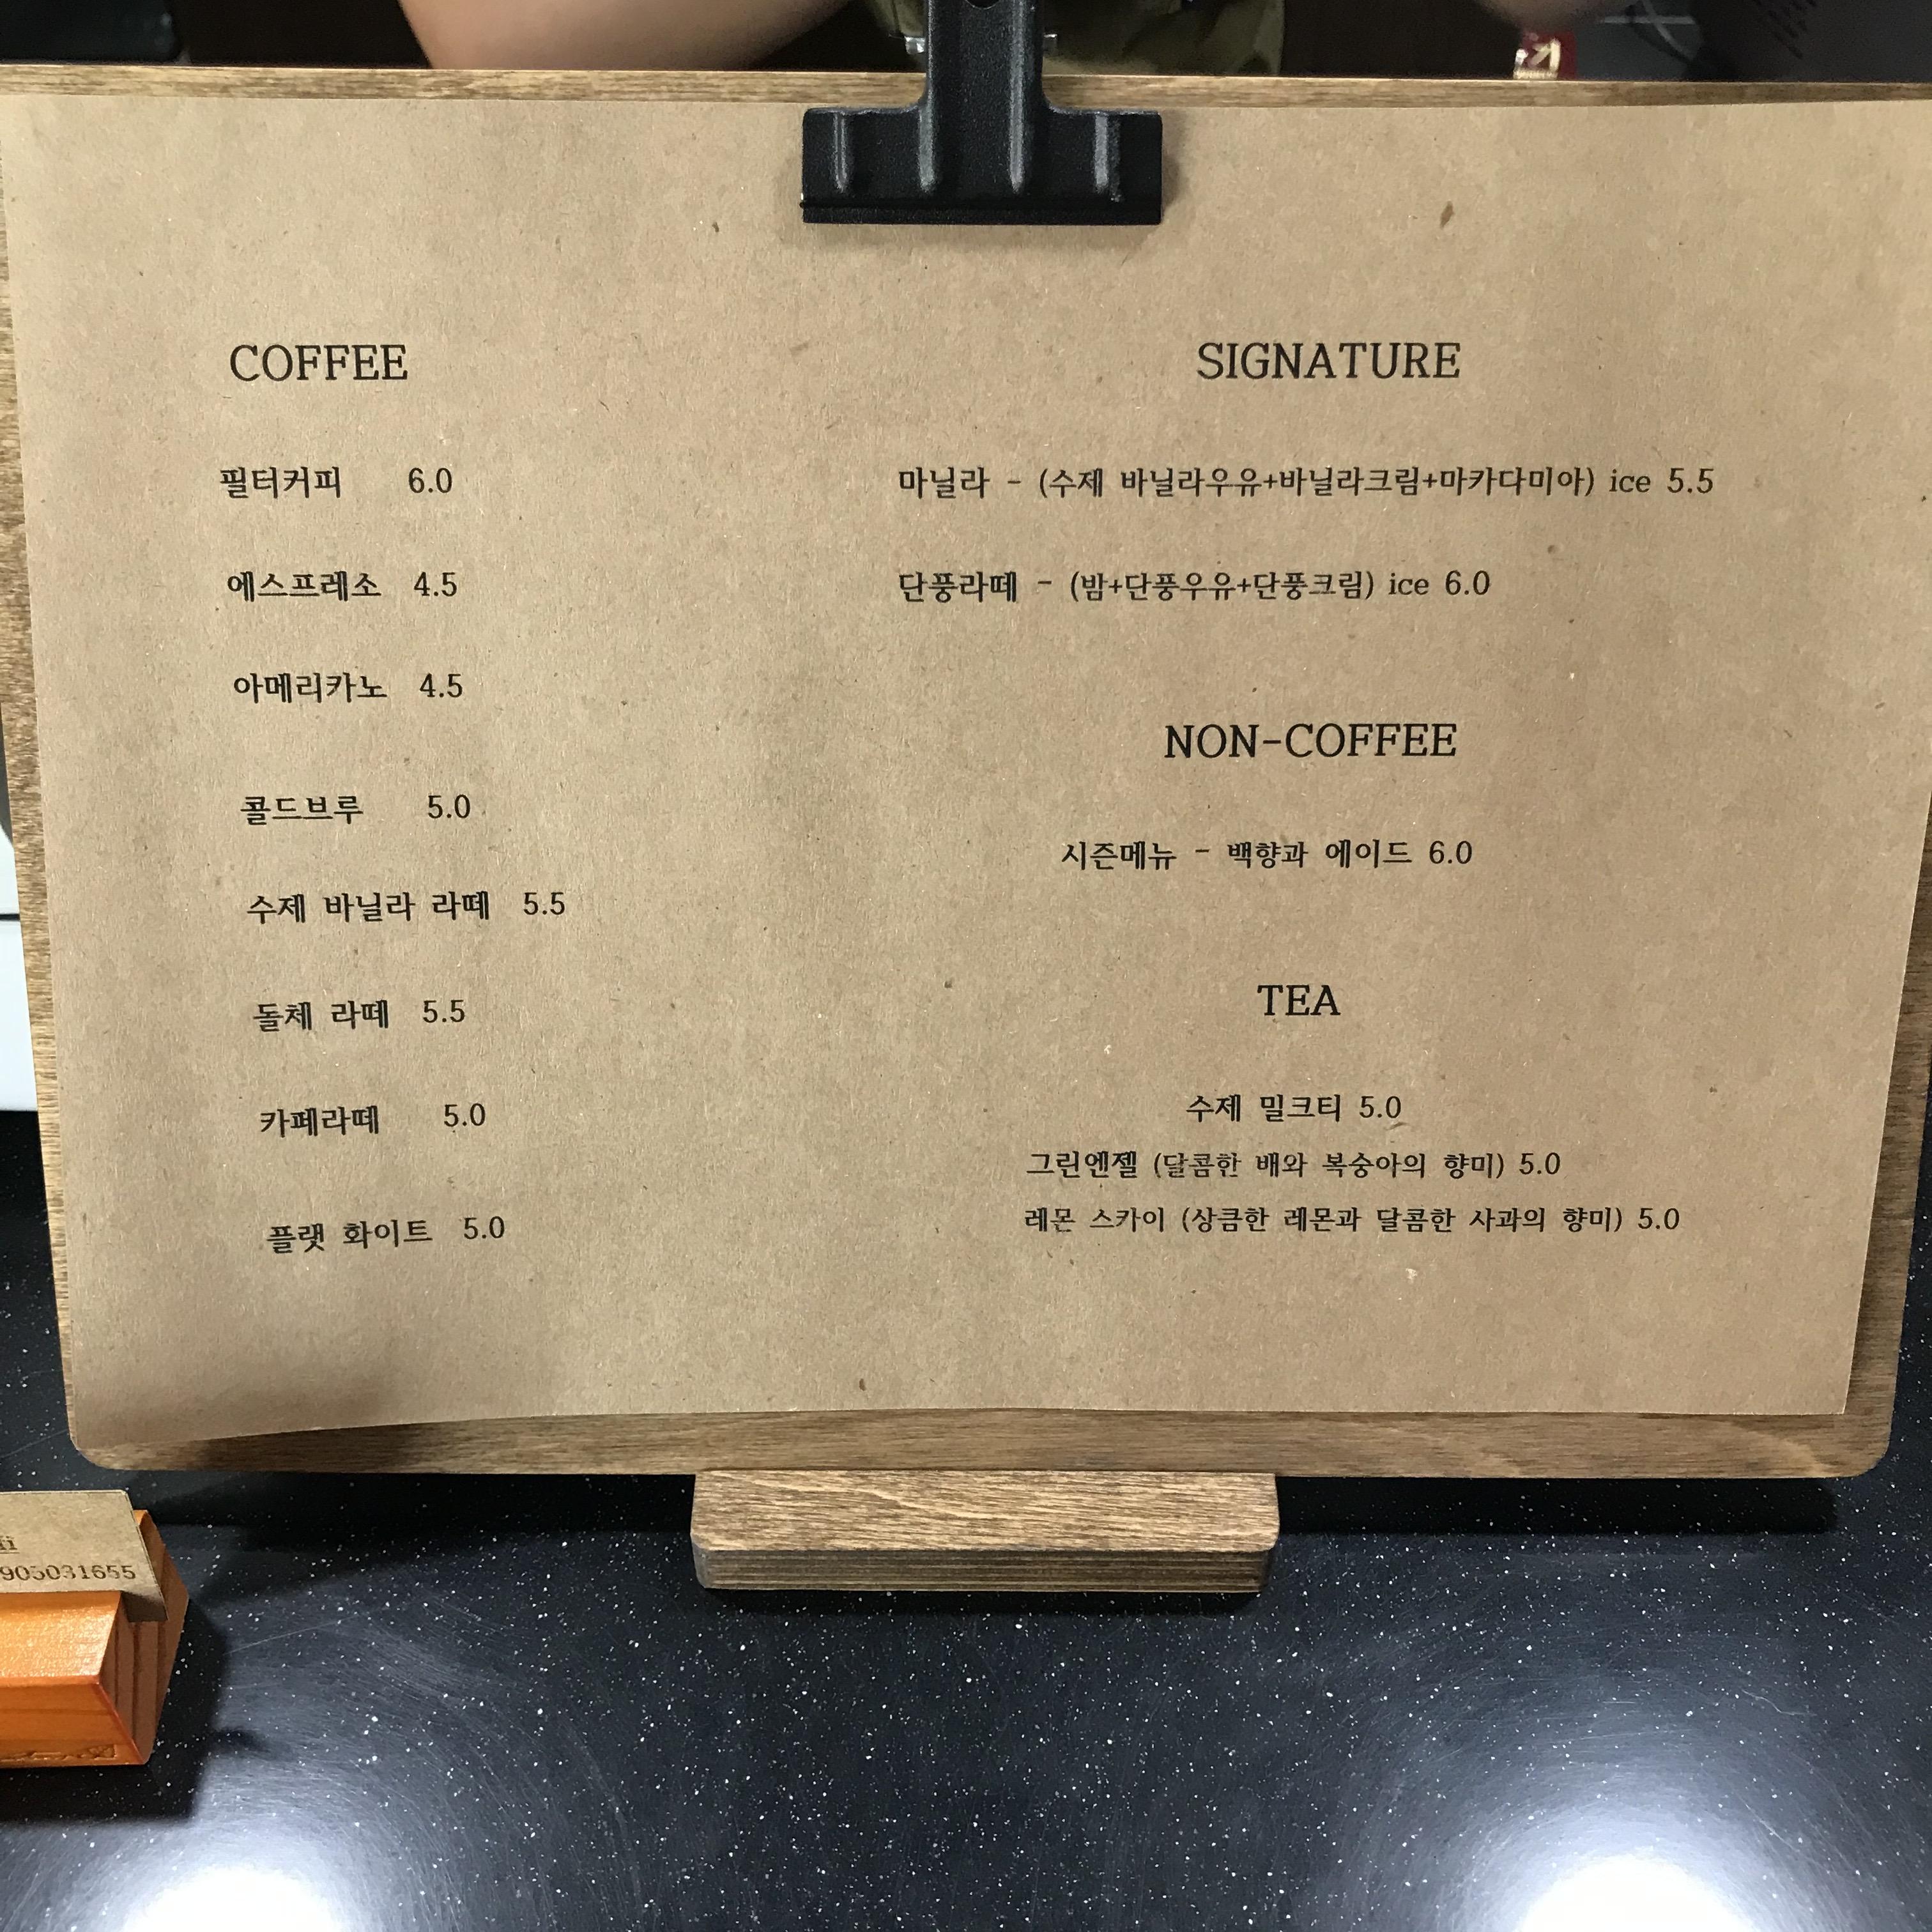 COFFEE
필터커피 6.0
에스프레소 4.5
아메리카노 4.5
콜드브루 5.0
수제 바닐라 라떼 5.5
돌체 라떼 5.5
카페라떼 5.0
플랫 화이트 5.0
SIGNATURE
마닐라 - (수제 바닐라우유+바닐라크림+마카다미아) ice 5.5
단풍라떼 - (밤+단풍우유+단풍크림) ice 6.0
NON-COFFEE
시즌메뉴 - 백향과 에이드 6.0
TEA
수제 밀크티 5.0
그린엔젤 (달콤한 배와 복숭아의 향미) 5.0
레몬 스카이 (상큼한 레몬과 달콤한 사과의 향미) 5.0
905031655